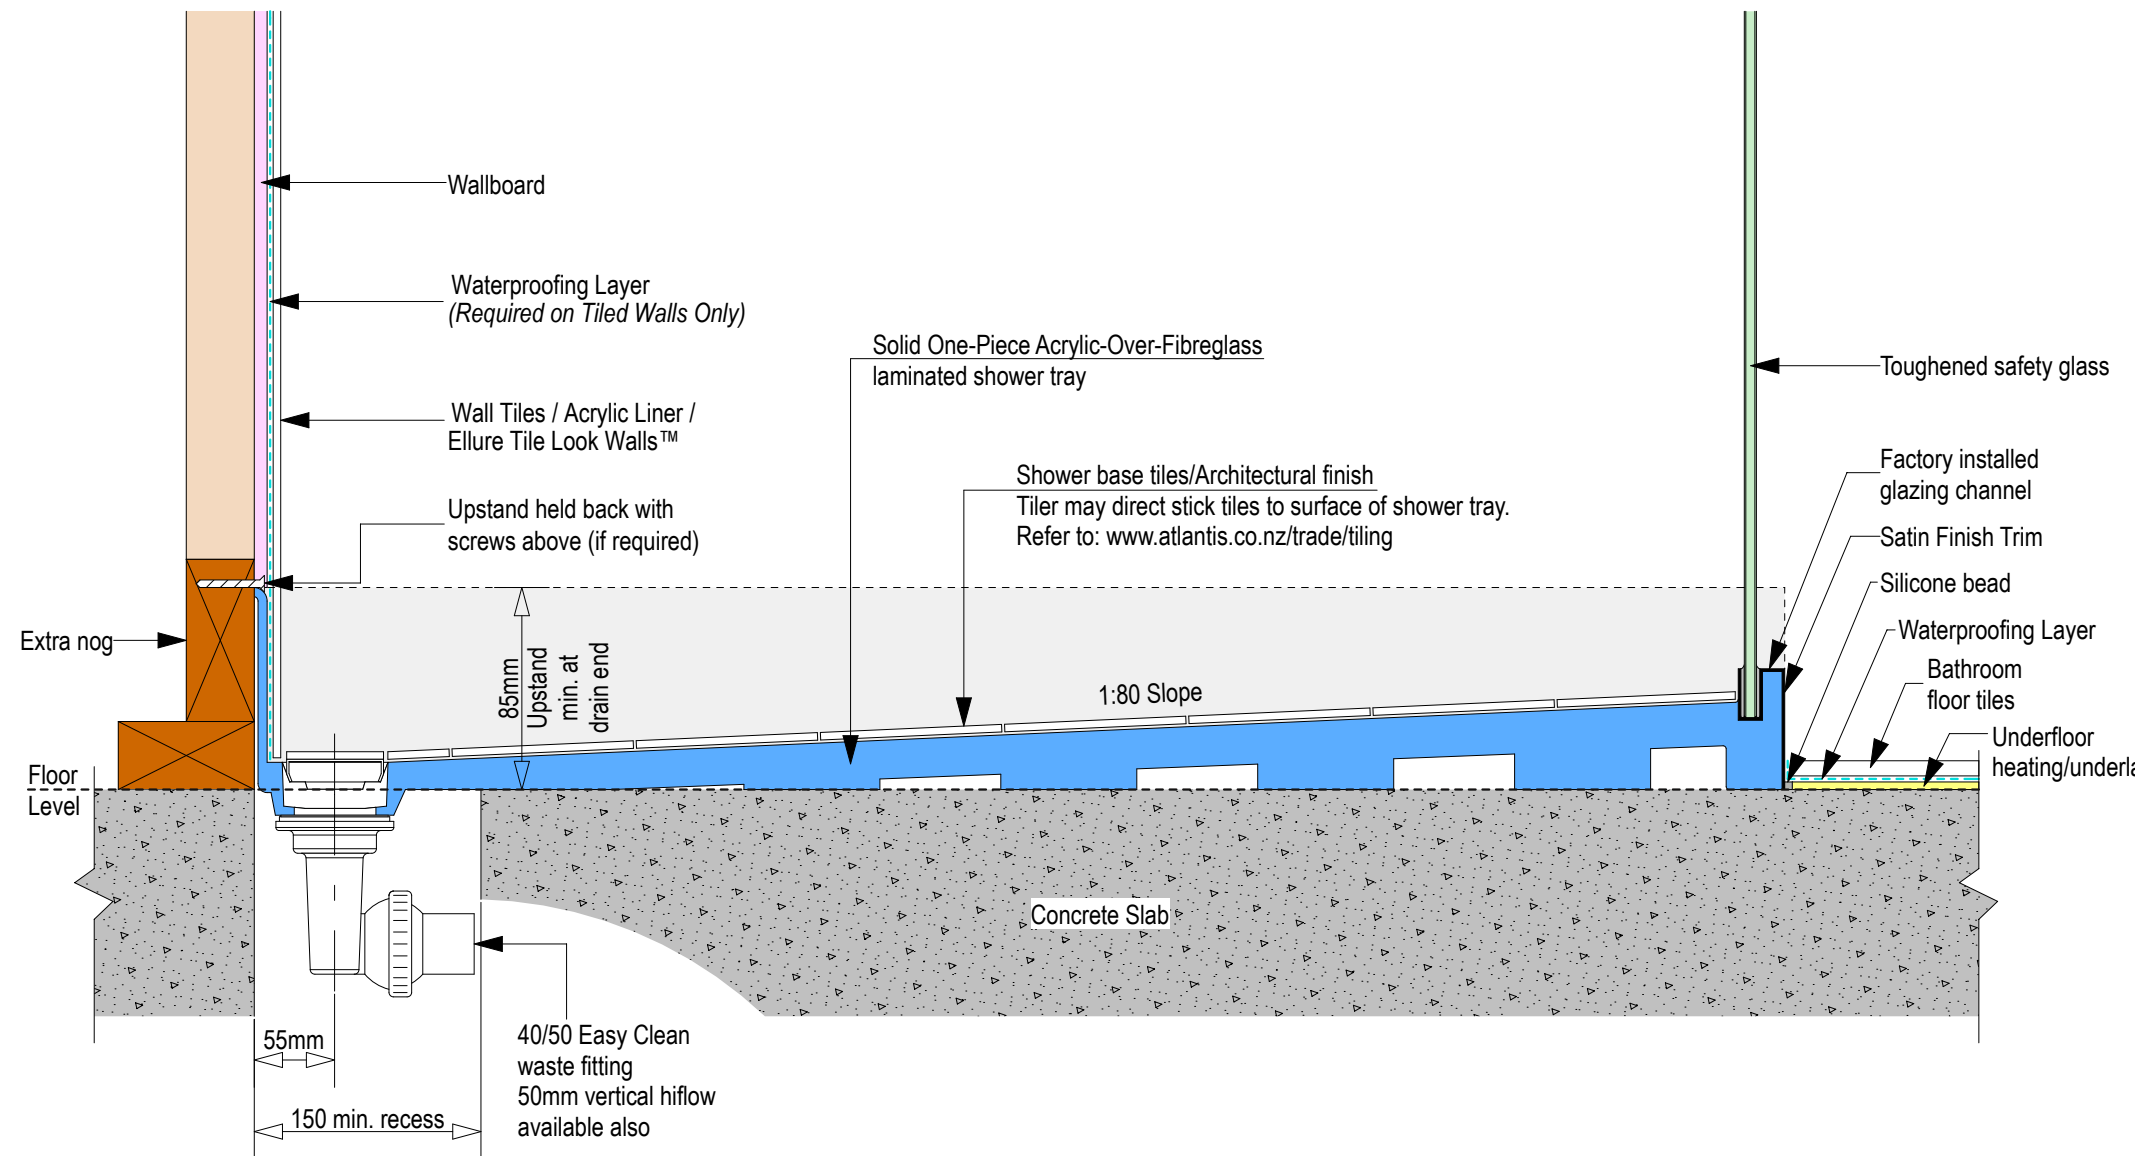 Wallboard
Waterproofing Layer
(Required on Tiled Walls Only)
Solid One-Piece Acrylic-Over-Fibreglass
laminated shower tray
Toughened safety glass
Wall Tiles / Acrylic Liner /
Ellure Tile Look Walls™
Shower base tiles/Architectural finish
Tiler may direct stick tiles to surface of shower tray.
Refer to: www.atlantis.co.nz/trade/tiling
Factory installed
glazing channel
Upstand held back with
screws above (if required)
Satin Finish Trim
Silicone bead
Extra nog
Waterproofing Layer
85mm
Upstand
min. at
drain end
1:80 Slope
Bathroom
floor tiles
Underfloor
heating/underla
Floor
Level
Concrete Slab
55mm
40/50 Easy Clean
waste fitting
50mm vertical hiflow
available also
150 min. recess